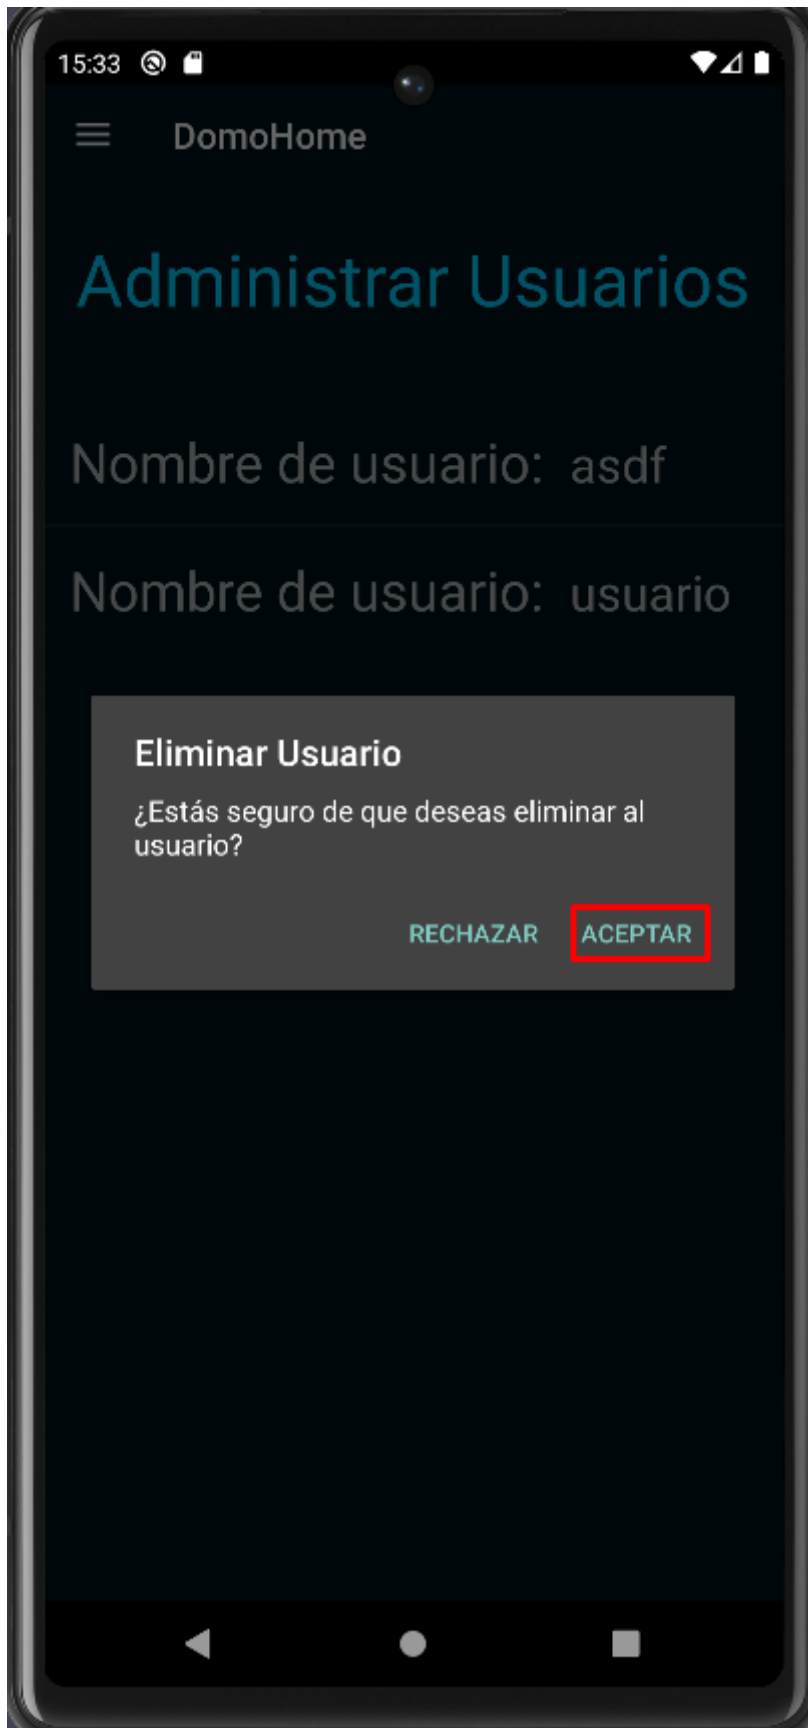 15:33
DomoHome
Administrar Usuarios
Nombre de usuario: asdf
Nombre de usuario: usuario
Eliminar Usuario
¿Estás seguro de que deseas eliminar al
usuario?
RECHAZAR ACEPTAR